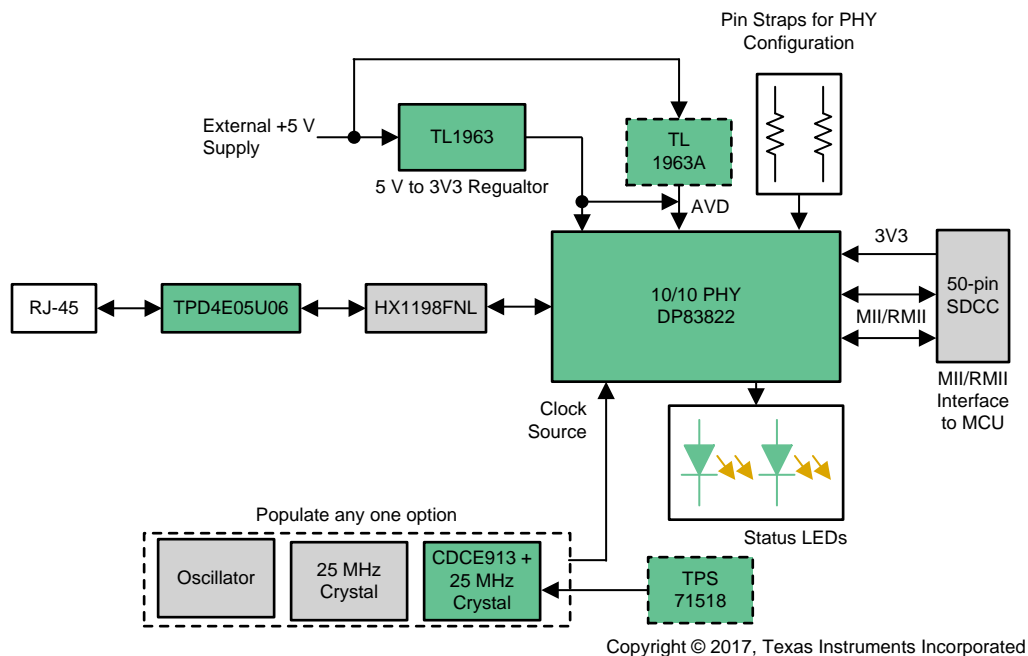 Pin Straps for PHY
Configuration
External +5 V
Supply
TL1963
5 V to 3V3 Regualtor
TL
1963A
AVD
3V3
RJ-45
TPD4E05U06
HX1198FNL
10/10 PHY
DP83822
50-pin
SDCC
MII/RMII
MII/RMII
Interface
to MCU
Clock
Source
Status LEDs
Populate any one option
Oscillator
25 MHz
Crystal
CDCE913 +
25 MHz
Crystal
TPS
71518
Copyright © 2017, Texas Instruments Incorporated